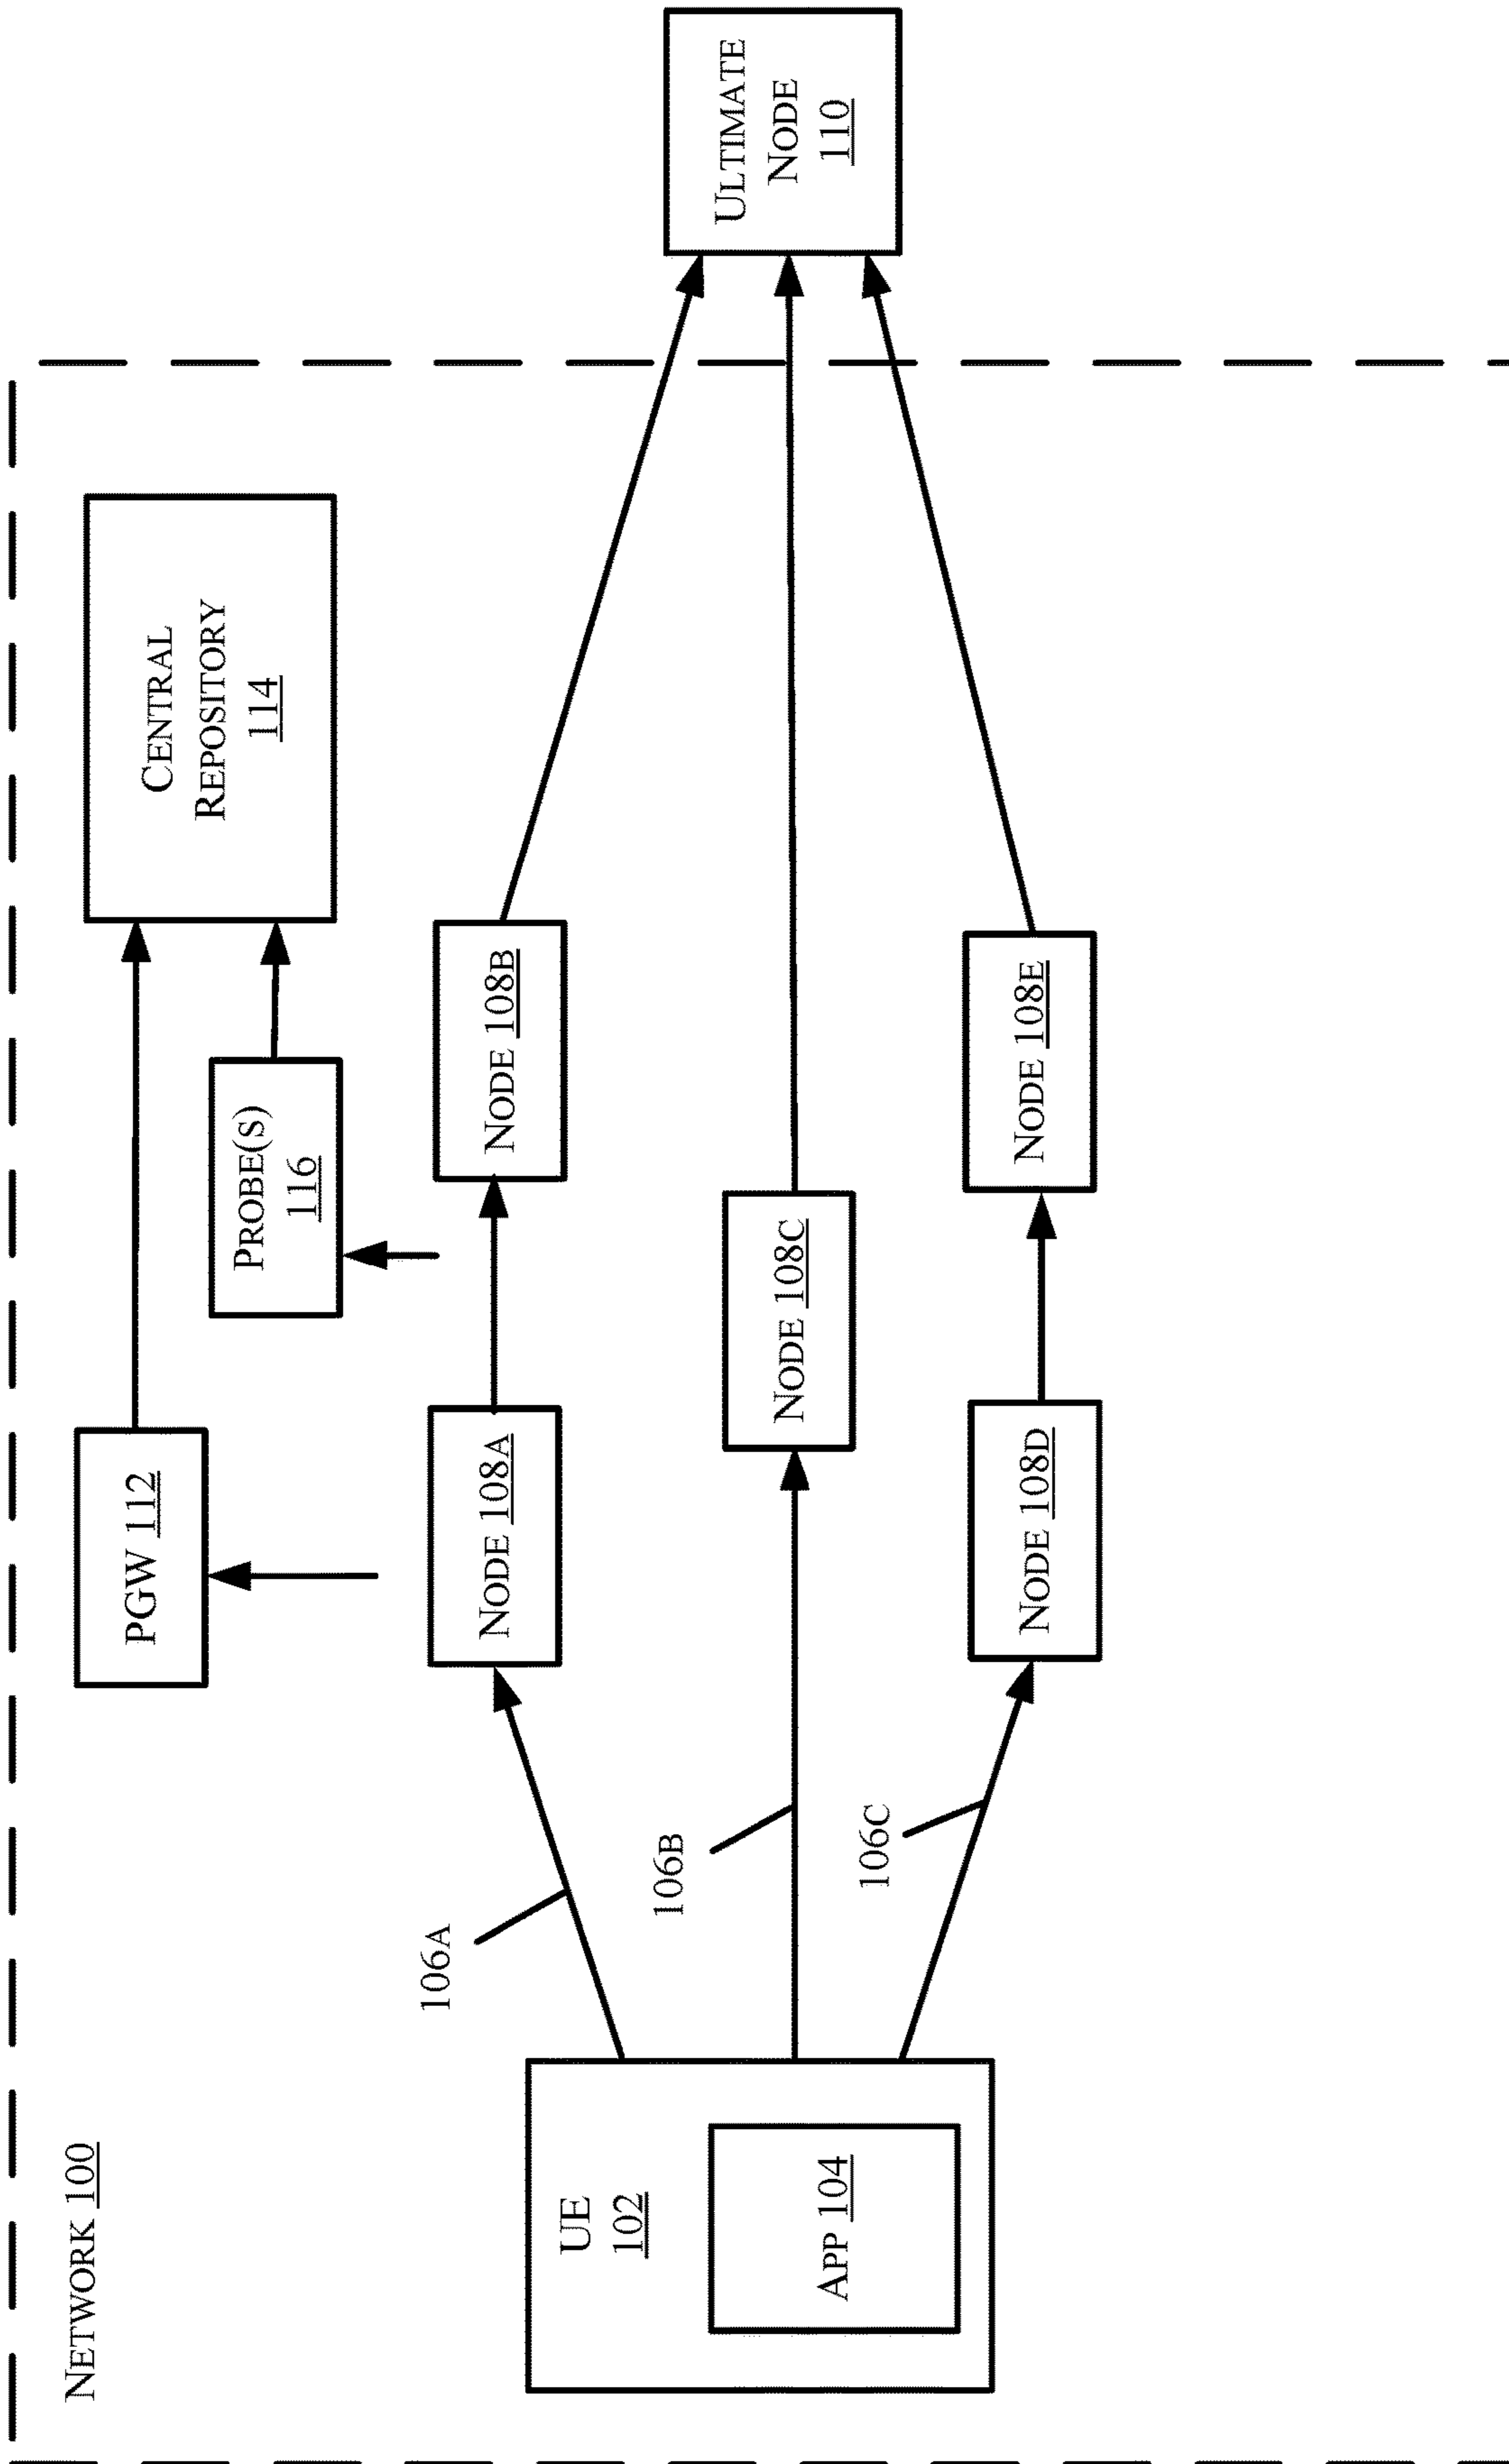 NETWORK 100
PGW 112
CENTRAL
REPOSITORY
114
PROBE(S)
116
NODE 108A
NODE 108B
106A
UE
102
APP 104
106B
NODE 108C
ULTIMATE
NODE
110
106C
NODE 108D
NODE 108E